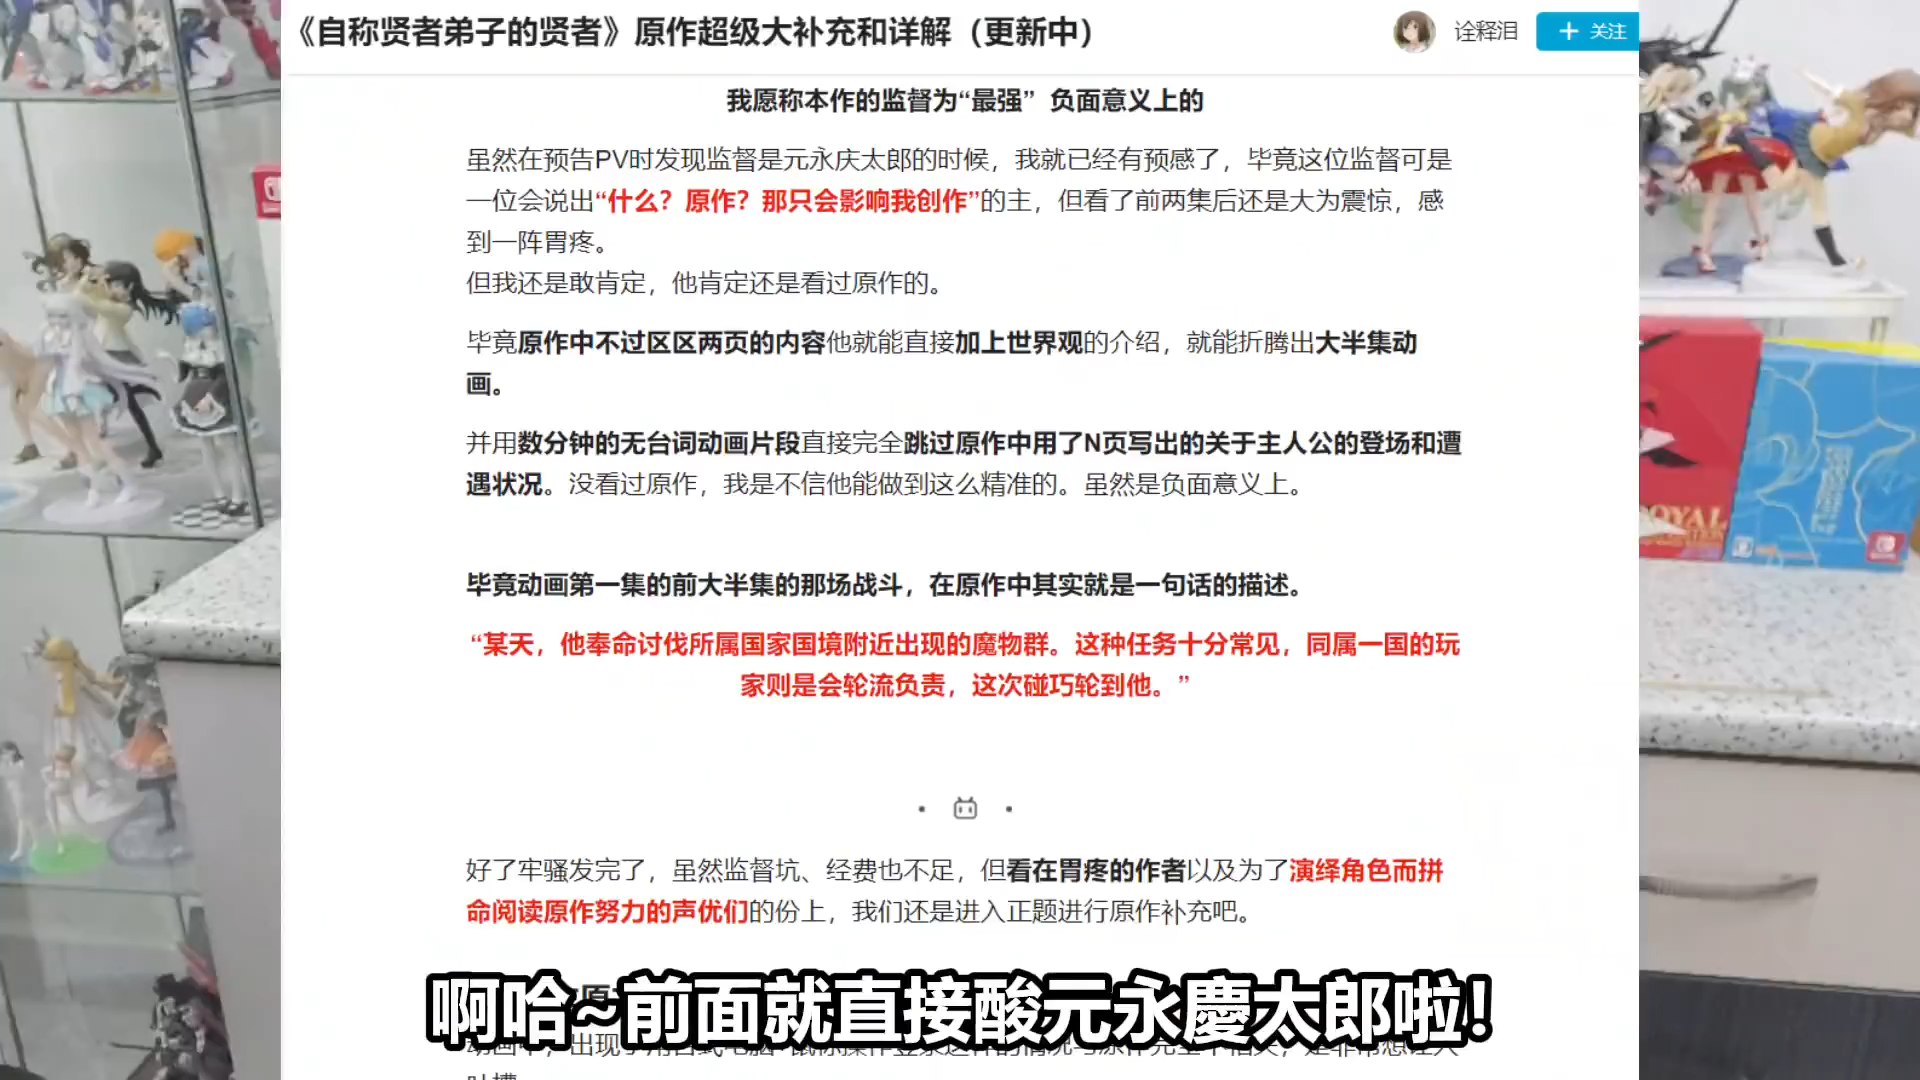 《自称贤者弟子的贤者》原作超级大补充和详解（更新中）
诠释泪
+ 关注
我愿称本作的监督为“最强” 负面意义上的
虽然在预告PV时发现监督是元永庆太郎的时候，我就已经有预感了，毕竟这位监督可是
一位会说出“什么？原作？那只会影响我创作”的主，但看了前两集后还是大为震惊，感
到一阵胃疼。
但我还是敢肯定，他肯定还是看过原作的。
毕竟原作中不过区区两页的内容他就能直接加上世界观的介绍，就能折腾出大半集动
画。
并用数分钟的无台词动画片段直接完全跳过原作中用了N页写出的关于主人公的登场和遭
遇状况。没看过原作，我是不信他能做到这么精准的。虽然是负面意义上。
毕竟动画第一集的前大半集的那场战斗，在原作中其实就是一句话的描述。
“某天，他奉命讨伐所属国家国境附近出现的魔物群。这种任务十分常见，同属一国的玩
家则是会轮流负责，这次碰巧轮到他。”
好了牢骚发完了，虽然监督坑、经费也不足，但看在胃疼的作者以及为了演绎角色而拼
命阅读原作努力的声优们的份上，我们还是进入正题进行原作补充吧。
啊哈~前面就直接酸元永慶太郎啦!
ROYAL